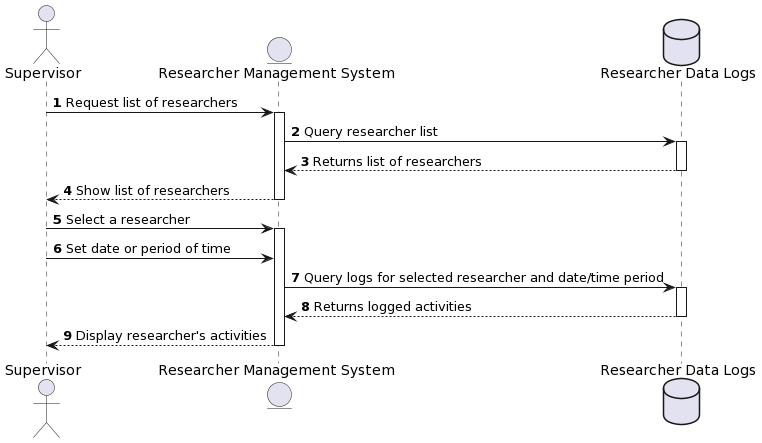 Supervisor
Researcher Management System
Researcher Data Logs
1 Request list of researchers
2 Query researcher list
3 Returns list of researchers
4 Show list of researchers
5 Select a researcher
6 Set date or period of time
7 Query logs for selected researcher and date/time period
8 Returns logged activities
9 Display researcher's activities
Supervisor
Researcher Management System
Researcher Data Logs